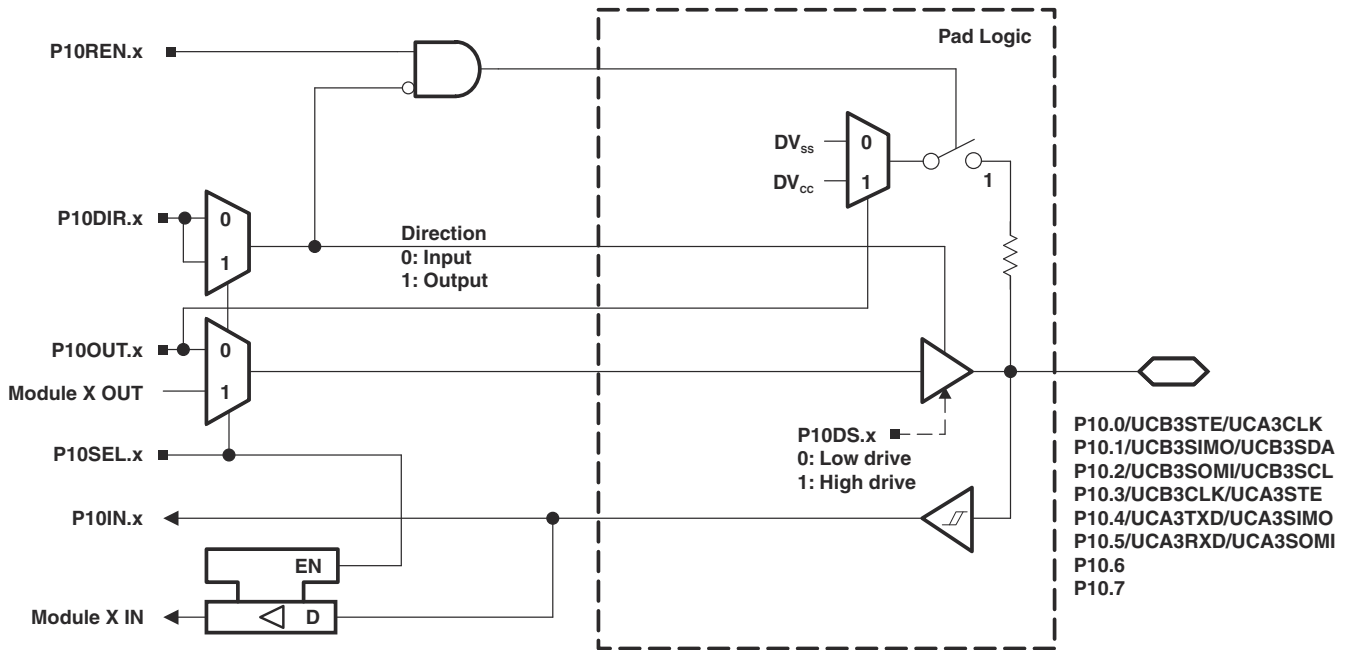 Pad Logic
P10REN.x
DVSS
0
DVCC
1
1
P10DIR.x
0
1
Direction
0: Input
1: Output
P10OUT.x
0
Module X OUT
1
P10DS.x
0: Low drive
1: High drive
P10SEL.x
P10IN.x
EN
Module X IN
D
P10.0/UCB3STE/UCA3CLK
P10.1/UCB3SIMO/UCB3SDA
P10.2/UCB3SOMI/UCB3SCL
P10.3/UCB3CLK/UCA3STE
P10.4/UCA3TXD/UCA3SIMO
P10.5/UCA3RXD/UCA3SOMI
P10.6
P10.7